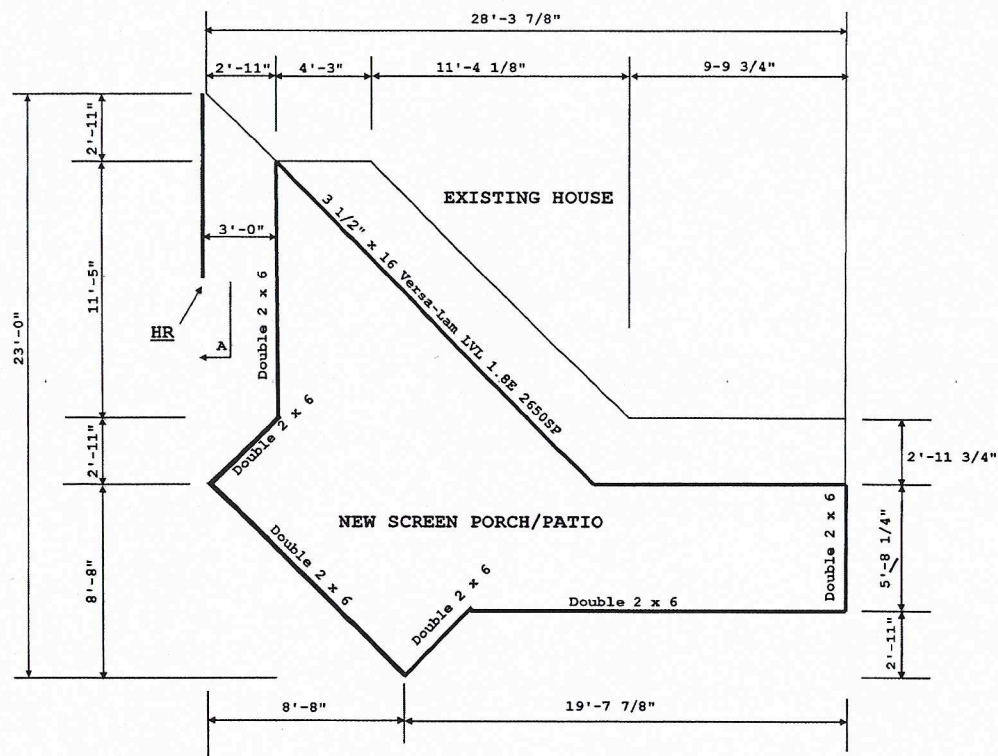 28'-3 7/8"
2'-11"
4'-3"
11'-4 1/8"
9-9 3/4"
2'-11"
EXISTING HOUSE
3 1/2" x 16 Versa-Lam LVL 1.8E 2650SP
3'-0"
11'-5"
Double 2 x 6
23'-0"
HR
A
Double 2 x 6
2'-11"
2'-11 3/4"
NEW SCREEN PORCH/PATIO
Double 2 x 6
Double 2 x 6
5'-8 1/4"
8'-8"
Double 2 x 6
Double 2 x 6
2'-11"
8'-8"
19'-7 7/8"